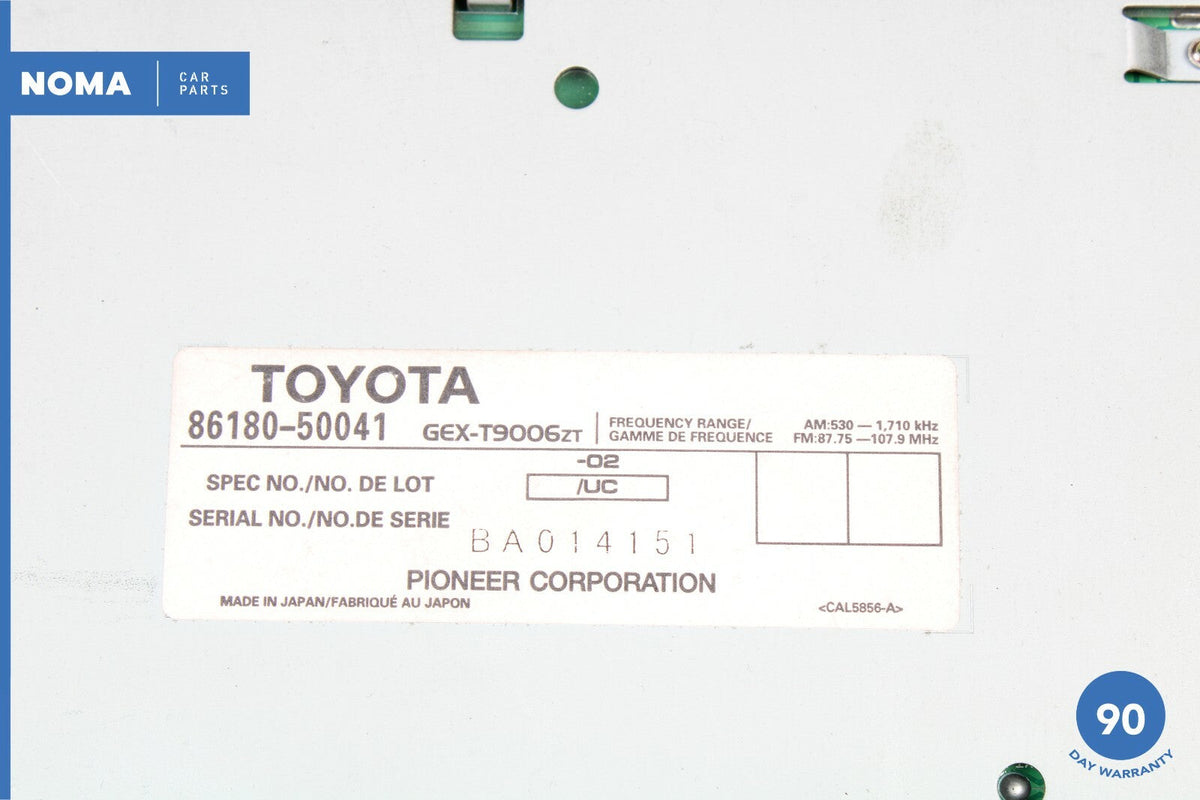 NOMA
CAR
PARTS
TOYOTA
86180-50041 GEX-T9006ZT
FREQUENCY RANGE/
GAMME DE FREQUENCE
AM:530 — 1,710 kHz
FM:87.75 — 107.9 MHz
-02
SPEC NO./NO. DE LOT /UC
SERIAL NO./NO.DE SERIE BA014151
PIONEER CORPORATION
MADE IN JAPAN/FABRIQUÉ AU JAPON
<CAL5856-A>
90
DAY WARRANTY